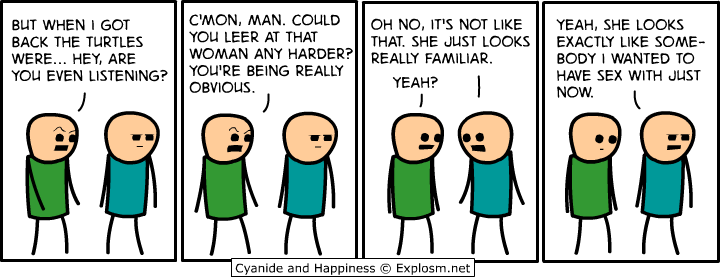 BUT WHEN I GOT
BACK THE TURTLES
WERE... HEY, ARE
YOU EVEN LISTENING?
C'MON, MAN. COULD
YOU LEER AT THAT
WOMAN ANY HARDER?
YOU'RE BEING REALLY
OBVIOUS.
OH NO, IT'S NOT LIKE
THAT. SHE JUST LOOKS
REALLY FAMILIAR.
YEAH?
YEAH, SHE LOOKS
EXACTLY LIKE SOME-
BODY I WANTED TO
HAVE SEX WITH JUST
NOW.
Cyanide and Happiness © Explosm.net